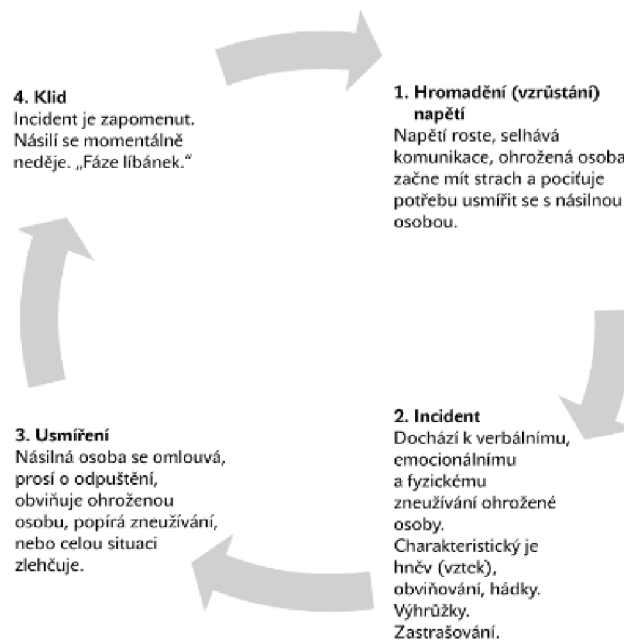 4. Klid
Incident je zapomenut.
Násilí se momentálně
neděje. „Fáze líbánek.“
1. Hromadění (vzrůstání)
napětí
Napětí roste, selhává
komunikace, ohrožená osoba
začne mít strach a pociťuje
potřebu usmířit se s násilnou
osobou.
2. Incident
Dochází k verbálnímu,
emocionálnímu
a fyzickému
zneužívání ohrožené
osoby.
Charakteristický je
hněv (vztek),
obviňování, hádky.
Výhrůžky.
Zastrašování.
3. Usmíření
Násilná osoba se omlouvá,
prosí o odpuštění,
obviňuje ohroženou
osobu, popírá zneužívání,
nebo celou situaci
zlehčuje.